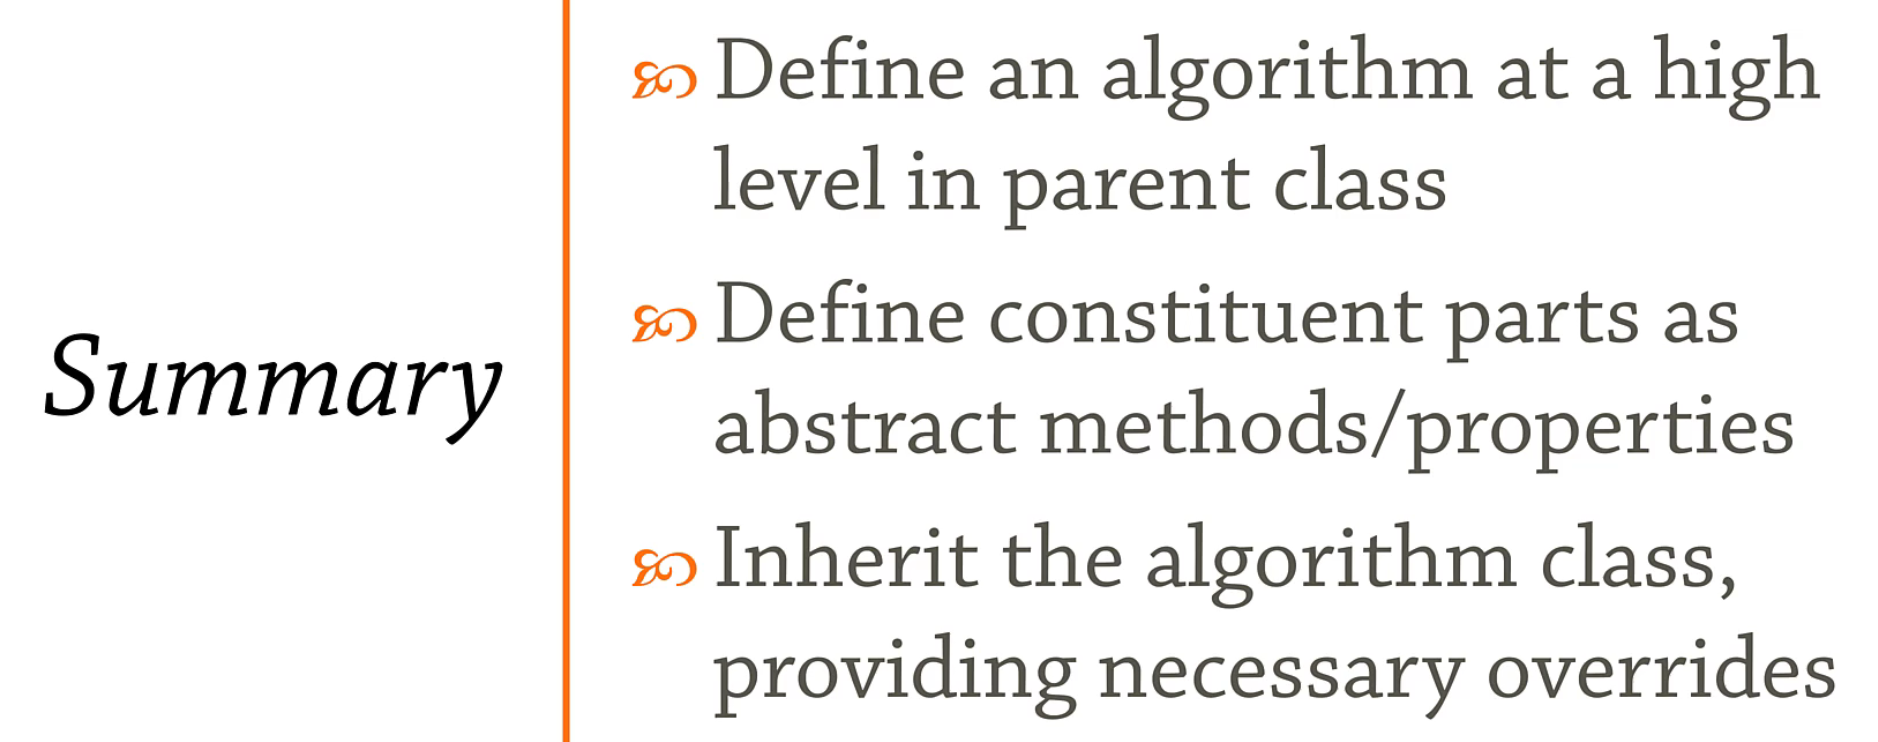 Summary
Define an algorithm at a high
level in parent class
Define constituent parts as
abstract methods/properties
Inherit the algorithm class,
providing necessary overrides